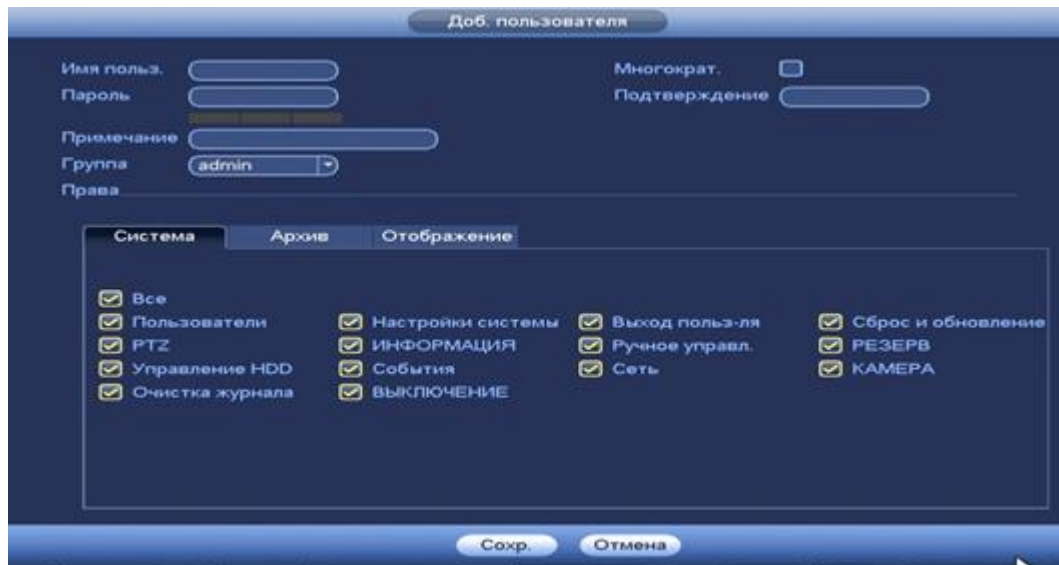 Доб. пользователя
Имя польз. Многократ.
Пароль Подтверждение
Примечание
Группа admin
Права
Система Архив Отображение
Все
Пользователи Настройки системы Выход польз-ля Сброс и обновление
PTZ ИНФОРМАЦИЯ Ручное управл. РЕЗЕРВ
Управление HDD События Сеть КАМЕРА
Очистка журнала ВЫКЛЮЧЕНИЕ
Сохр. Отмена